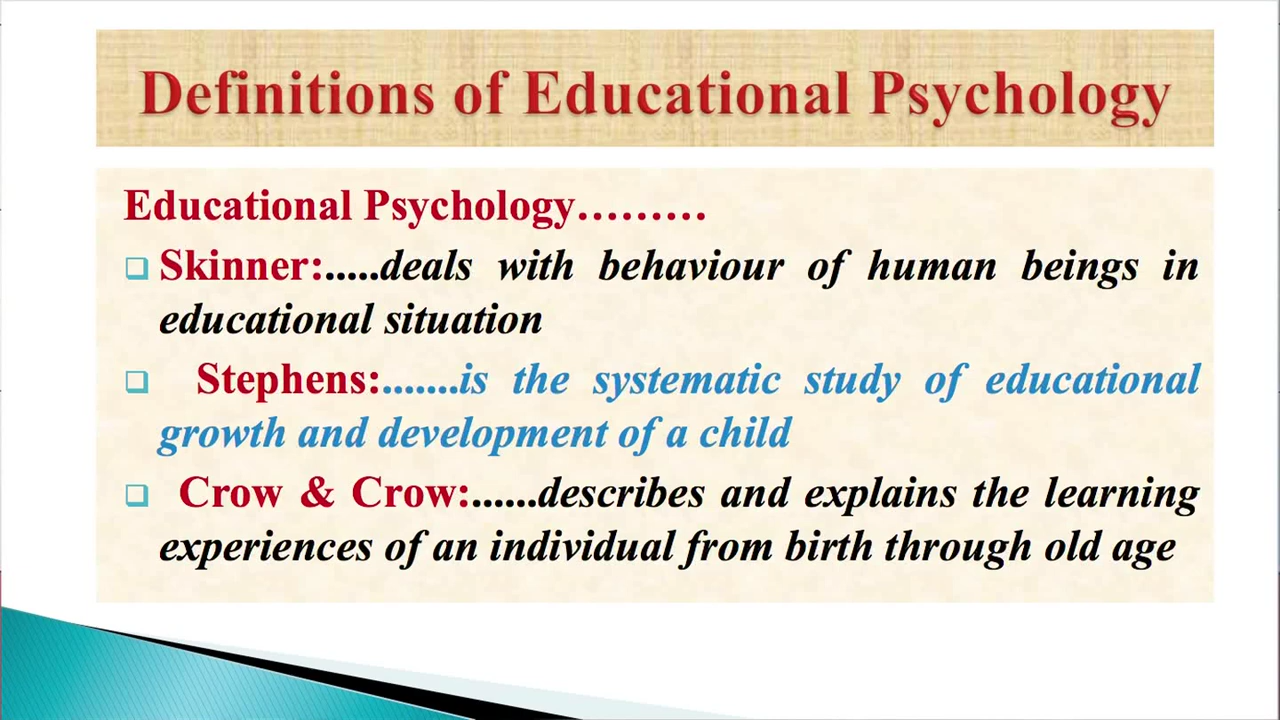 Definitions of Educational Psychology
Educational Psychology.........
Skinner:.....deals with behaviour of human beings in
educational situation
Stephens:.......is the systematic study of educational
growth and development of a child
Crow & Crow:......describes and explains the learning
experiences of an individual from birth through old age